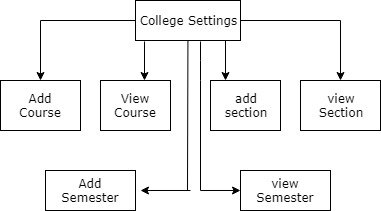 College Settings
Add
Course
View
Course
add
section
view
Section
Add
Semester
view
Semester